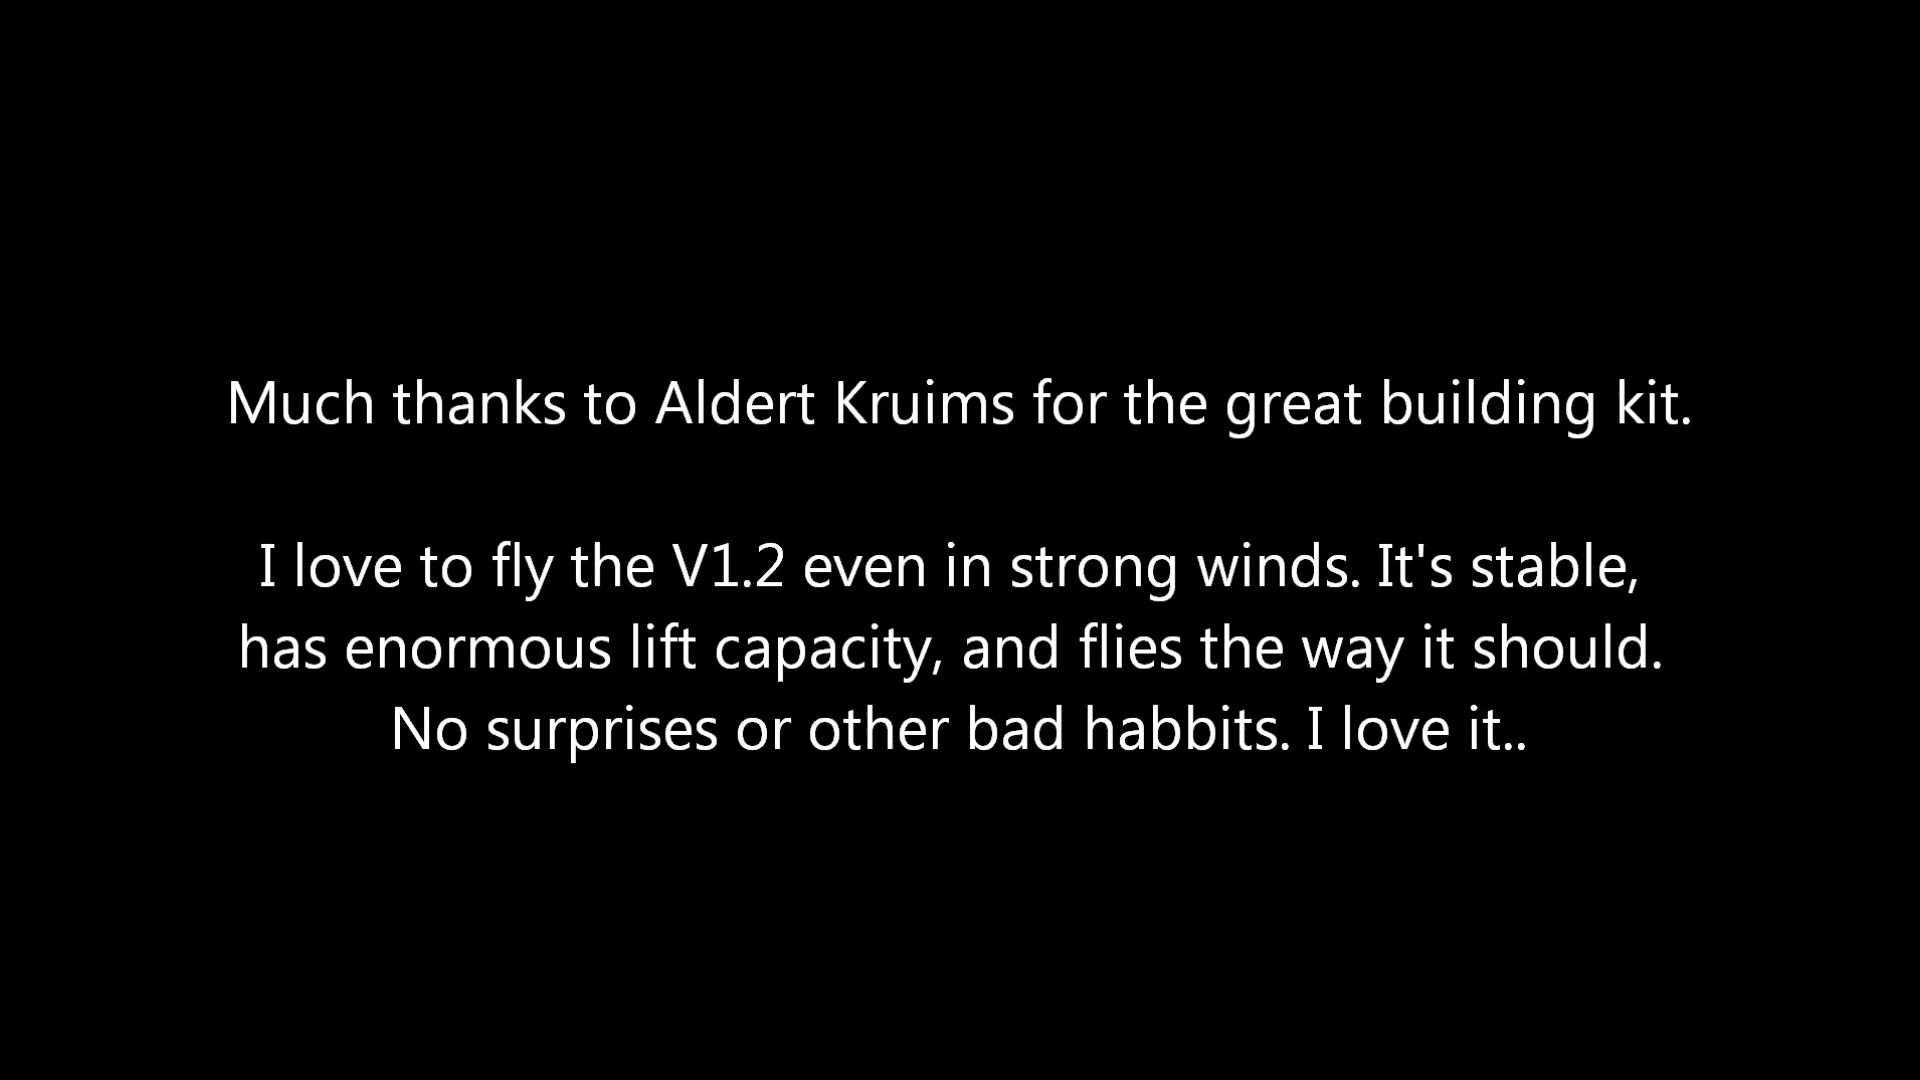 Much thanks to Aldert Kruims for the great building kit.
I love to fly the V1.2 even in strong winds. It's stable,
has enormous lift capacity, and flies the way it should.
No surprises or other bad habbits. I love it..